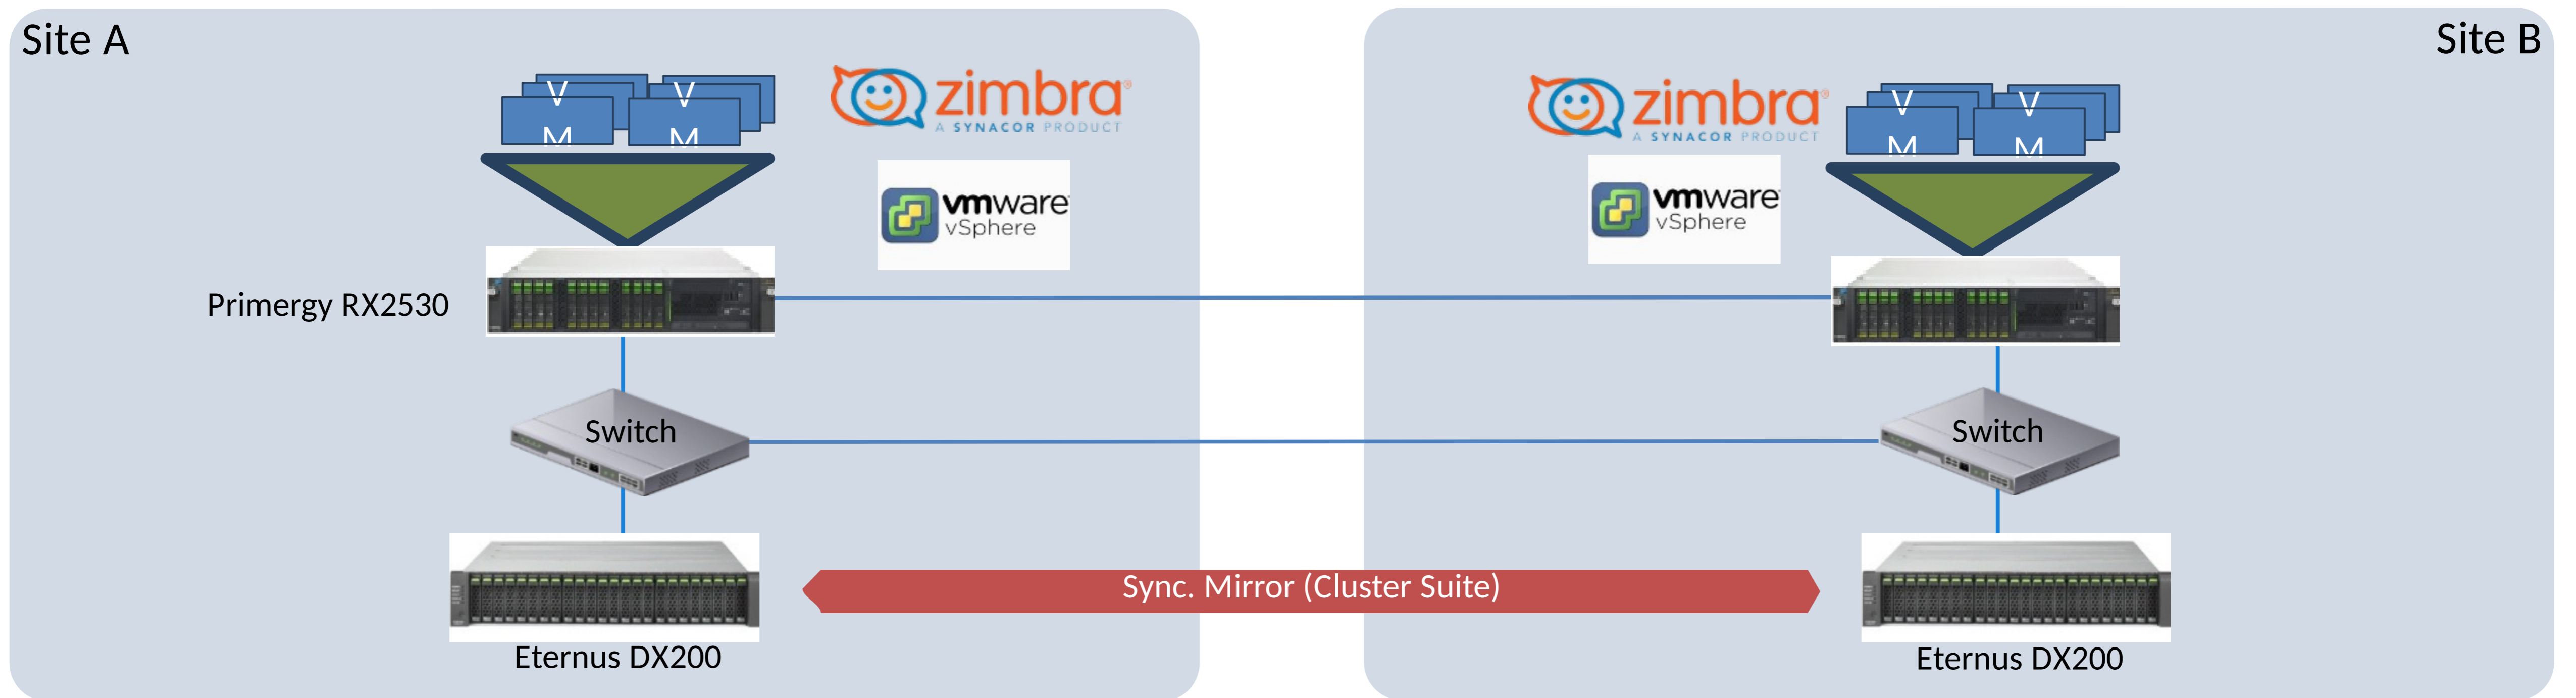 Site A
Site B
V
M
V
M
zimbra®
A SYNACOR PRODUCT
vmware
vSphere
zimbra®
A SYNACOR PRODUCT
vmware
vSphere
V
M
V
M
Primergy RX2530
Switch
Switch
Sync. Mirror (Cluster Suite)
Eternus DX200
Eternus DX200